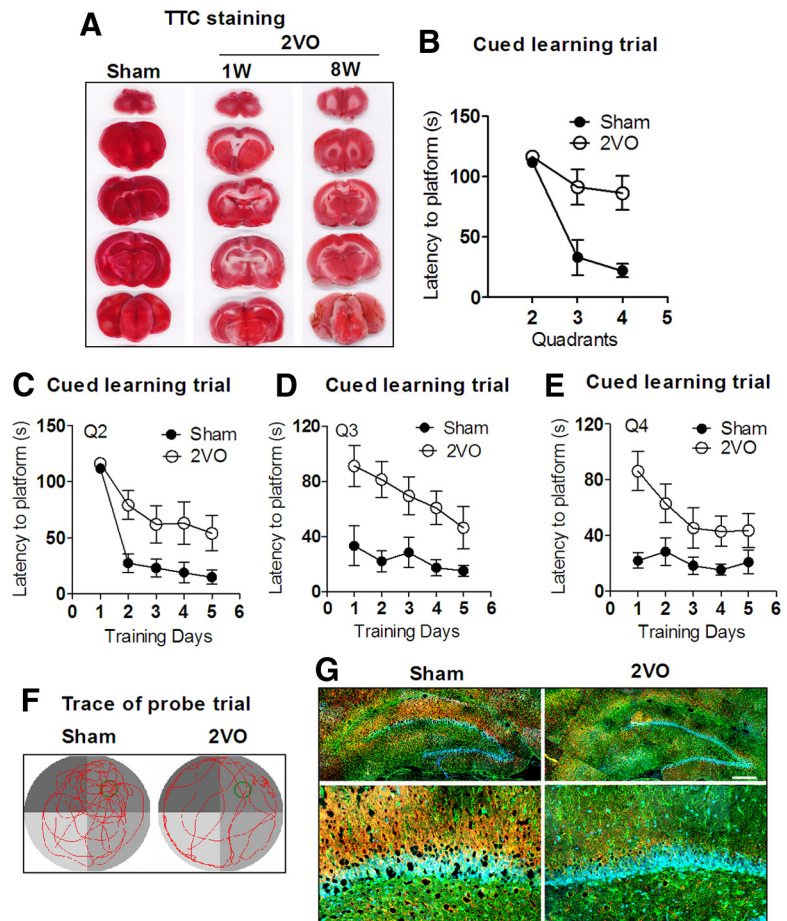 A
TTC staining
2VO
Sham 1W 8W
B Cued learning trial
Latency to platform (s)
150
100
50
0
Sham
2VO
2 3 4 5
Quadrants
C Cued learning trial
Latency to platform (s)
150
100
50
0
Q2
Sham
2VO
0 1 2 3 4 5 6
Training Days
D Cued learning trial
Latency to platform (s)
120
80
40
0
Q3
Sham
2VO
0 1 2 3 4 5 6
Training Days
E Cued learning trial
Latency to platform (s)
120
80
40
0
Q4
Sham
2VO
0 1 2 3 4 5 6
Training Days
F Trace of probe trial
Sham 2VO
G
Sham 2VO